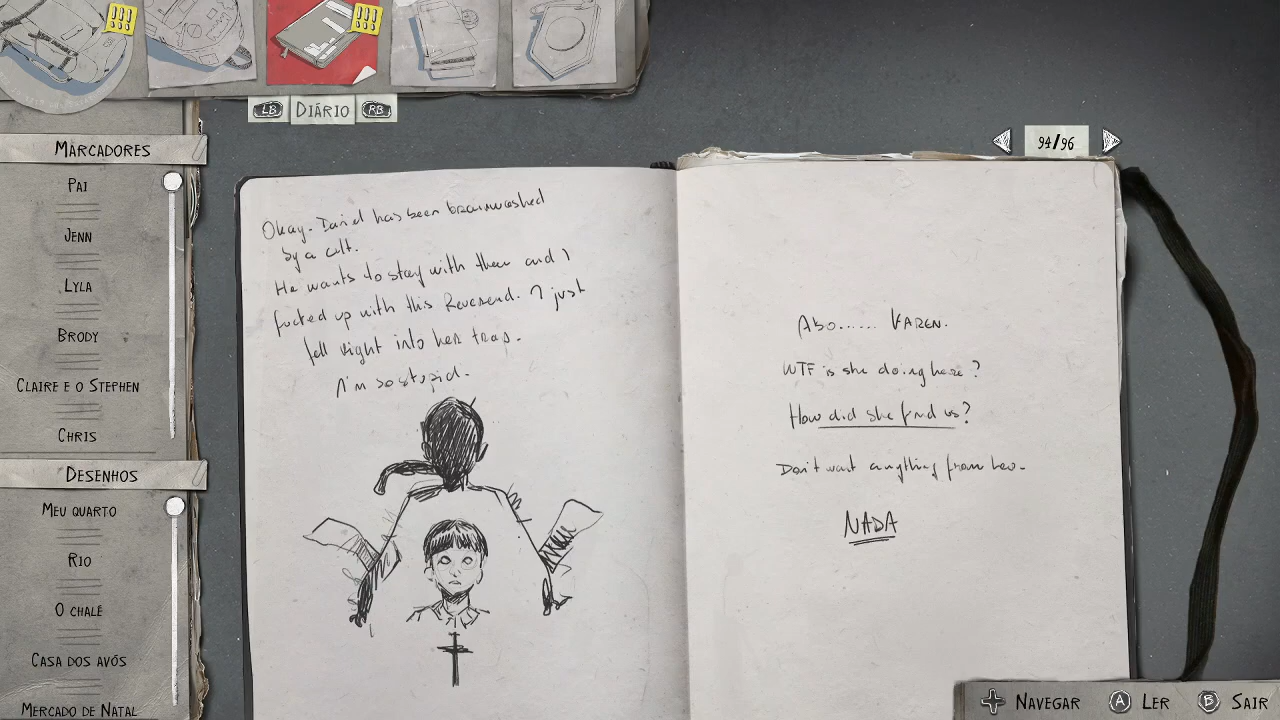 LB DIÁRIO RB
MARCADORES
PAI
JENN
LYLA
BRODY
CLAIRE E O STEPHEN
CHRIS
DESENHOS
MEU QUARTO
RIO
O CHALÉ
CASA DOS AVÓS
MERCADO DE NATAL
94/96
Okay. Daniel has been brainwashed
by a cult.
He wants to stay with them and I
fucked up with this Reverend. I just
fell right into her trap.
I'm so stupid.
Also...... KAREN.
WTF is she doing here?
How did she find us?
Don't want anything from her.
NADA
NAVEGAR A LER B SAIR